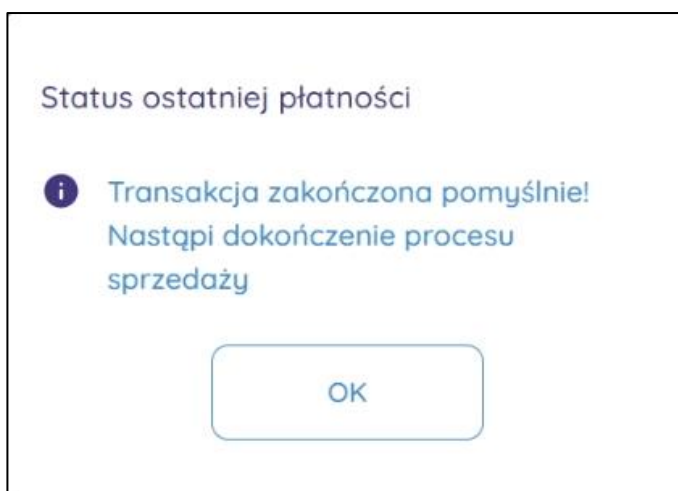 Status ostatniej płatności
Transakcja zakończona pomyślnie!
Nastąpi dokończenie procesu
sprzedaży
OK